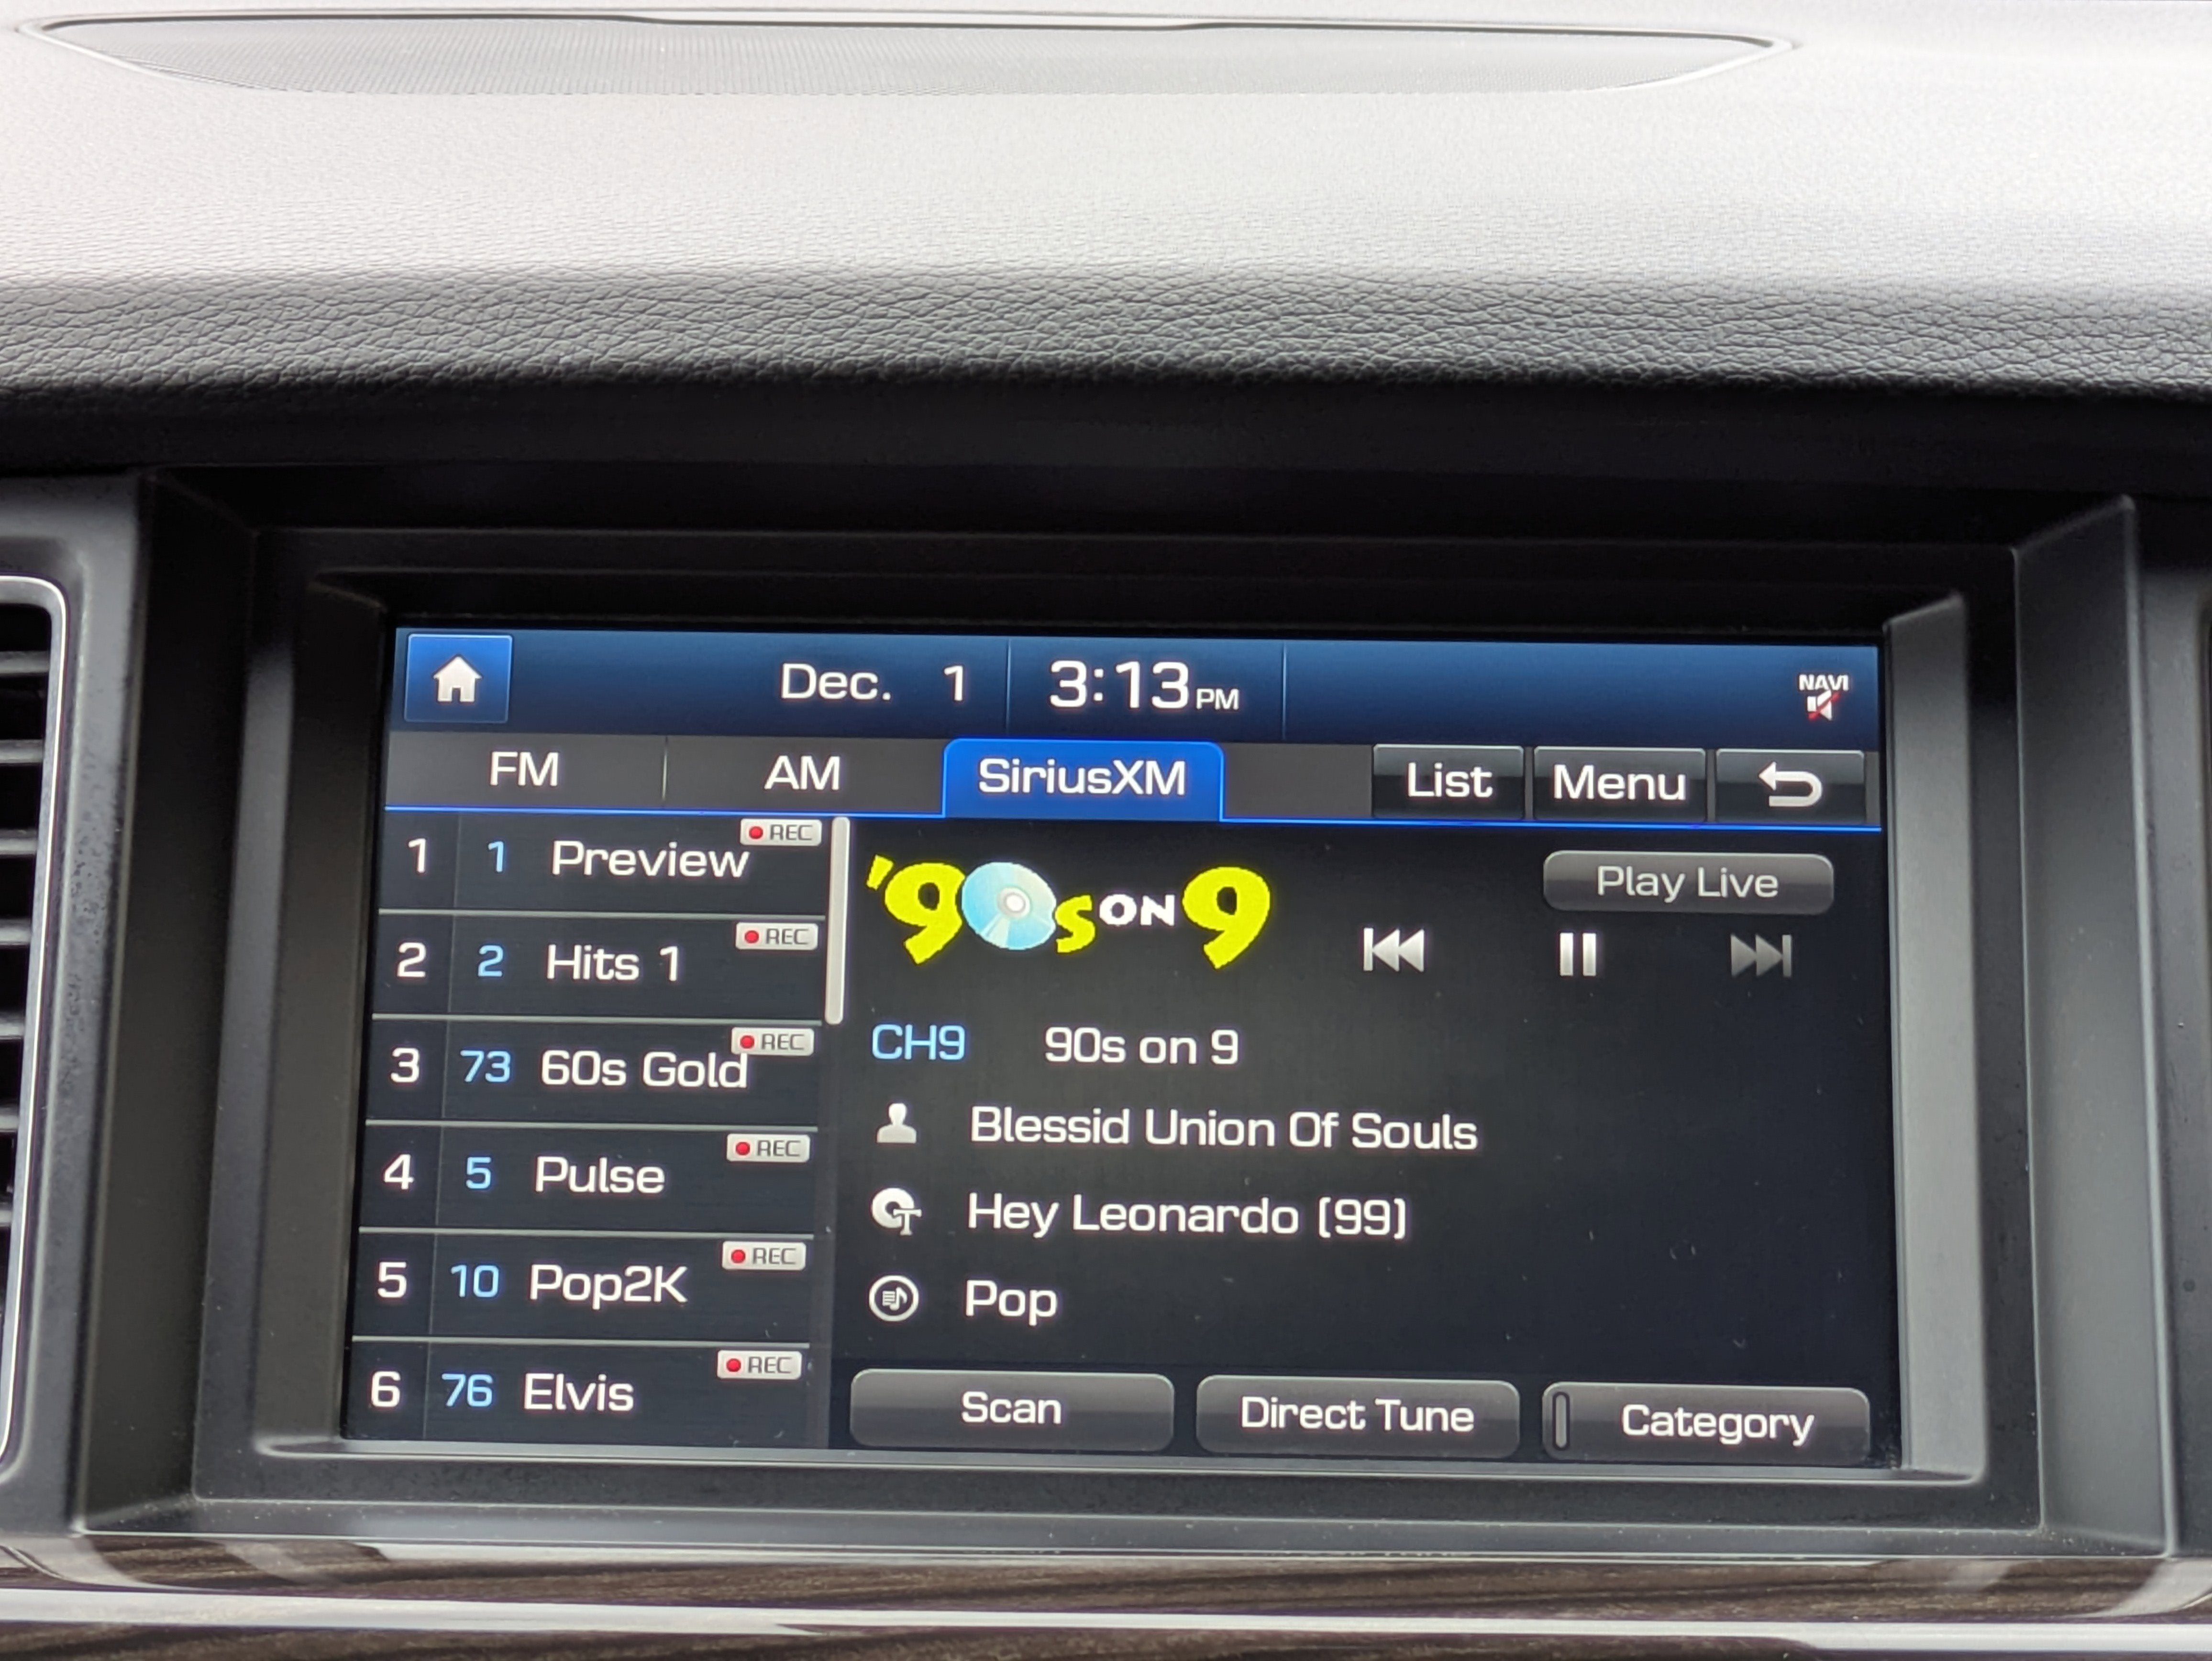 Dec. 1 3:13 PM NAVI
FM AM SiriusXM List Menu
1 1 Preview REC
2 2 Hits 1 REC
3 73 60s Gold REC
4 5 Pulse REC
5 10 Pop2K REC
6 76 Elvis REC
'90s ON 9
Play Live
CH9 90s on 9
Blessid Union Of Souls
Hey Leonardo (99)
Pop
Scan Direct Tune Category